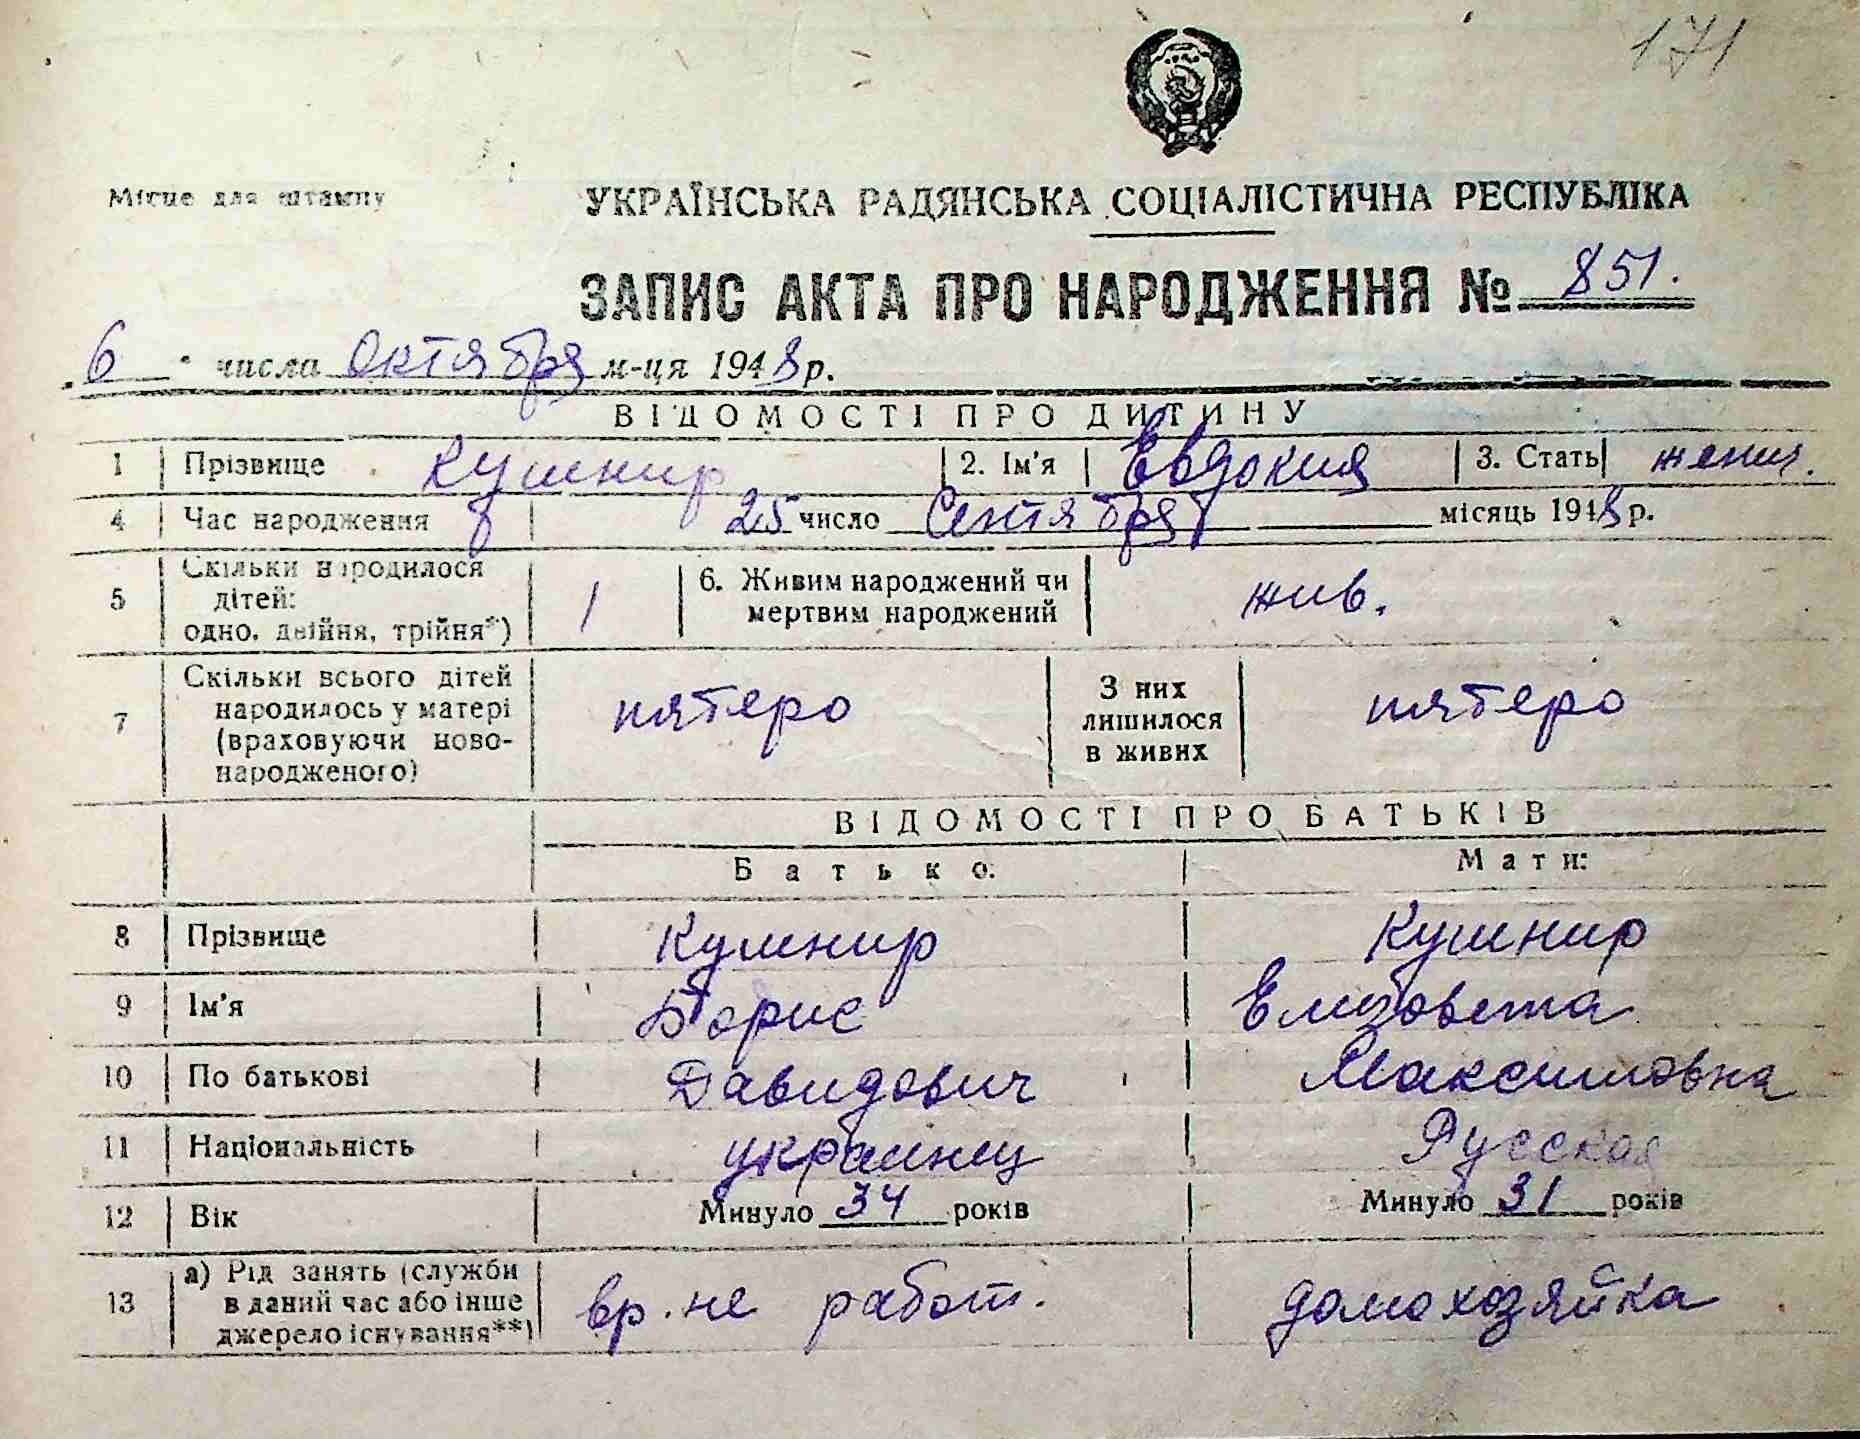 171
Місце для штампу
УКРАЇНСЬКА РАДЯНСЬКА СОЦІАЛІСТИЧНА РЕСПУБЛІКА
ЗАПИС АКТА ПРО НАРОДЖЕННЯ № 851.
6 числа Октября м-ця 1948 р.
ВІДОМОСТІ ПРО ДИТИНУ
1 Прізвище Кушнир 2. Ім'я Евдокия 3. Стать женск.
4 Час народження 25 число Сентября місяць 1948 р.
5 Скільки народилося дітей: одно, двійня, трійня*) 1 6. Живим народжений чи мертвим народжений жив.
7 Скільки всього дітей народилось у матері (враховуючи ново-народженого) пятеро З них лишилося в живих пятеро
ВІДОМОСТІ ПРО БАТЬКІВ
Батько: Мати:
8 Прізвище Кушнир Кушнир
9 Ім'я Борис Елизовета
10 По батькові Давидович Максимовна
11 Національність украинец Русская
12 Вік Минуло 34 років Минуло 31 років
13 а) Рід занять (служби в даний час або інше джерело існування**) вр. не работ. домохозяйка